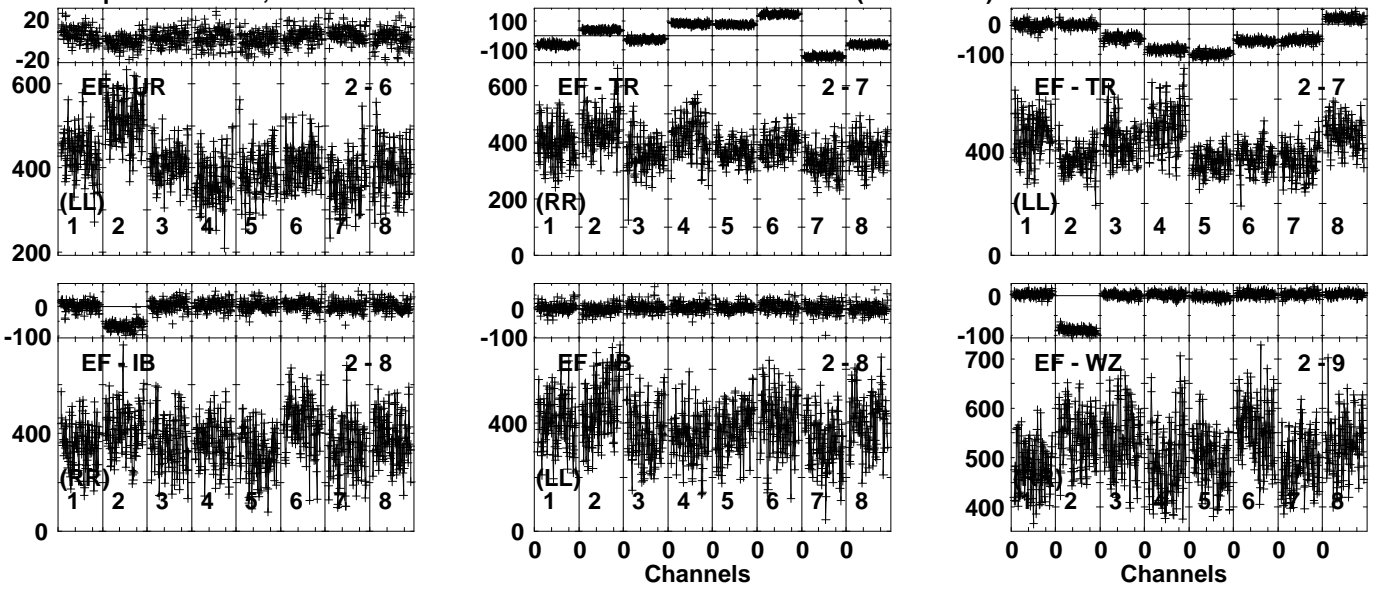 20
-20
600
EF - UR 2 - 6
400
(LL)
1 2 3 4 5 6 7 8
200
100
-100
600
EF - TR 2 - 7
400
200
(RR)
1 2 3 4 5 6 7 8
0
0
-100
EF - TR 2 - 7
400
(LL)
1 2 3 4 5 6 7 8
0
0
-100
EF - IB 2 - 8
400
(RR)
1 2 3 4 5 6 7 8
0
0
-100
EF - IB 2 - 8
400
(LL)
1 2 3 4 5 6 7 8
0
0 0 0 0 0 0 0 0
Channels
0
-100
700
EF - WZ 2 - 9
600
500
400
2 3 4 5 6 7 8
0 0 0 0 0 0 0 0
Channels